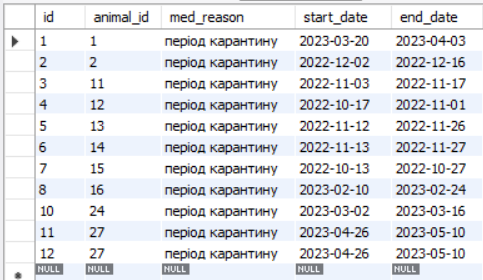 id animal_id med_reason start_date end_date
1 1 період карантину 2023-03-20 2023-04-03
2 2 період карантину 2022-12-02 2022-12-16
3 11 період карантину 2022-11-03 2022-11-17
4 12 період карантину 2022-10-17 2022-11-01
5 13 період карантину 2022-11-12 2022-11-26
6 14 період карантину 2022-11-13 2022-11-27
7 15 період карантину 2022-10-13 2022-10-27
8 16 період карантину 2023-02-10 2023-02-24
10 24 період карантину 2023-03-02 2023-03-16
11 27 період карантину 2023-04-26 2023-05-10
12 27 період карантину 2023-04-26 2023-05-10
NULL NULL NULL NULL NULL